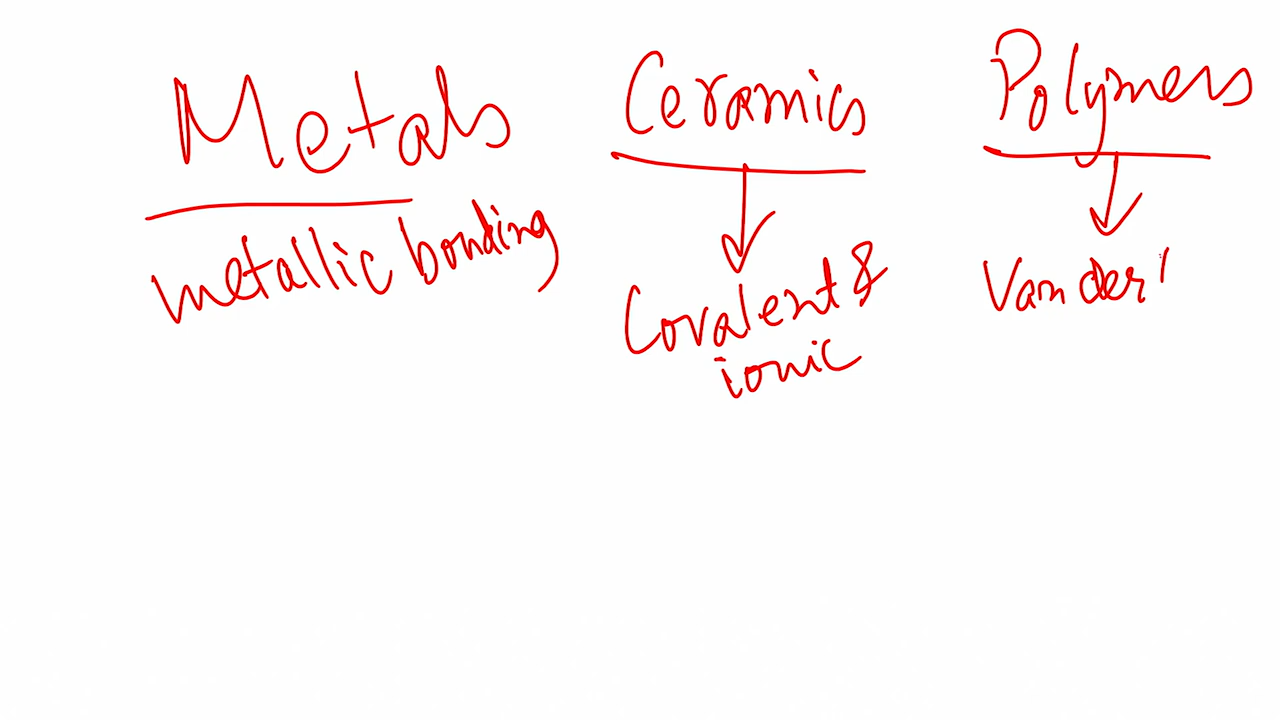 Metals
metallic bonding
Ceramics
Covalent &
ionic
Polymers
Van der